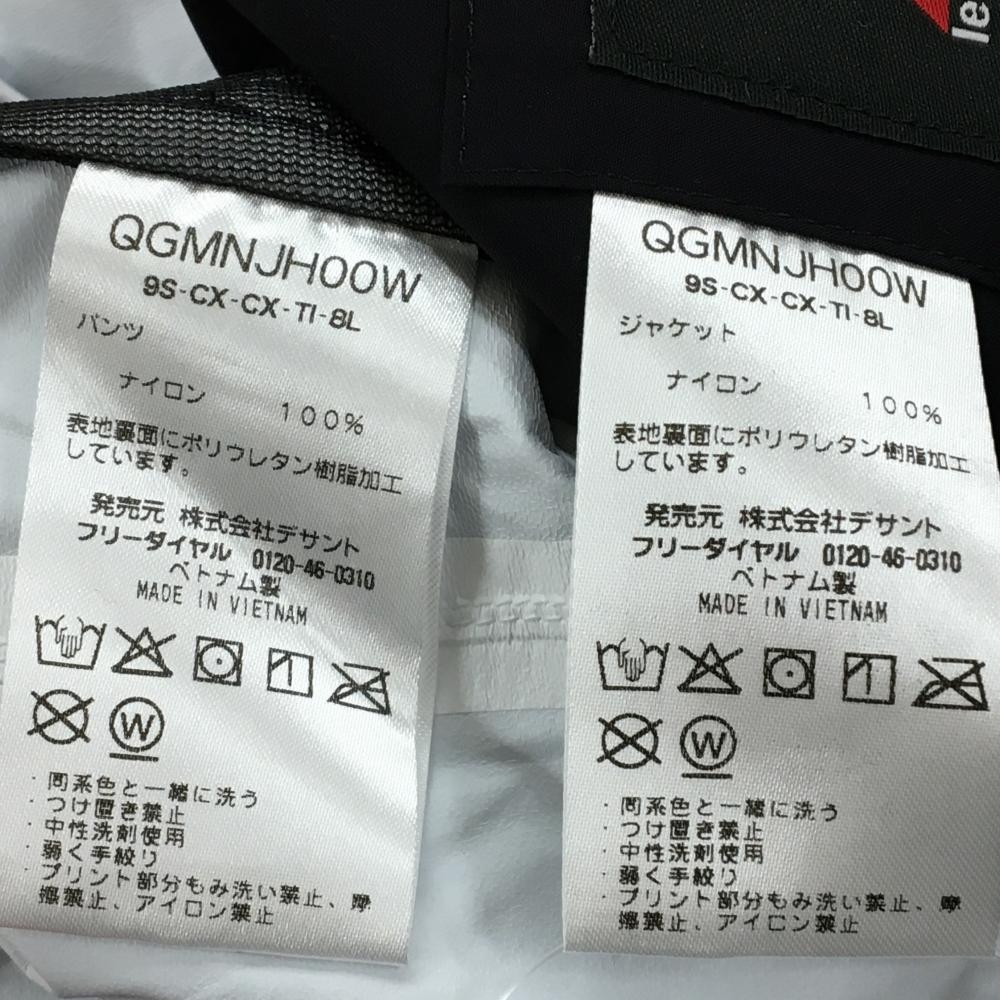 le
QGMNJH00W
9S-CX-CX-TI-8L
パンツ
ナイロン 100%
表地裏面にポリウレタン樹脂加工
しています。
発売元 株式会社デサント
フリーダイヤル 0120-46-0310
ベトナム製
MADE IN VIETNAM
W
・同系色と一緒に洗う
・つけ置き禁止
・中性洗剤使用
・弱く手絞り
・プリント部分もみ洗い禁止、摩
擦禁止、アイロン禁止
QGMNJH00W
9S-CX-CX-TI-8L
ジャケット
ナイロン 100%
表地裏面にポリウレタン樹脂加工
しています。
発売元 株式会社デサント
フリーダイヤル 0120-46-0310
ベトナム製
MADE IN VIETNAM
W
・同系色と一緒に洗う
・つけ置き禁止
・中性洗剤使用
・弱く手絞り
・プリント部分もみ洗い禁止、摩
擦禁止、アイロン禁止